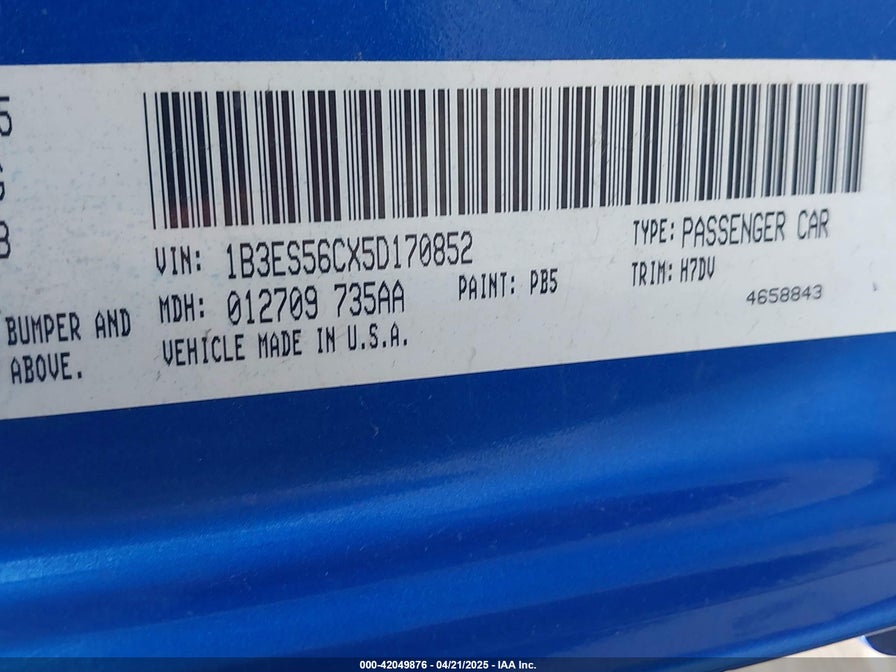 VIN: 1B3ES56CX5D170852
TYPE: PASSENGER CAR
MDH: 012709 735AA
PAINT: PB5
TRIM: H7DV
4658843
VEHICLE MADE IN U.S.A.
BUMPER AND
ABOVE.
000-42049876 - 04/21/2025 - IAA Inc.